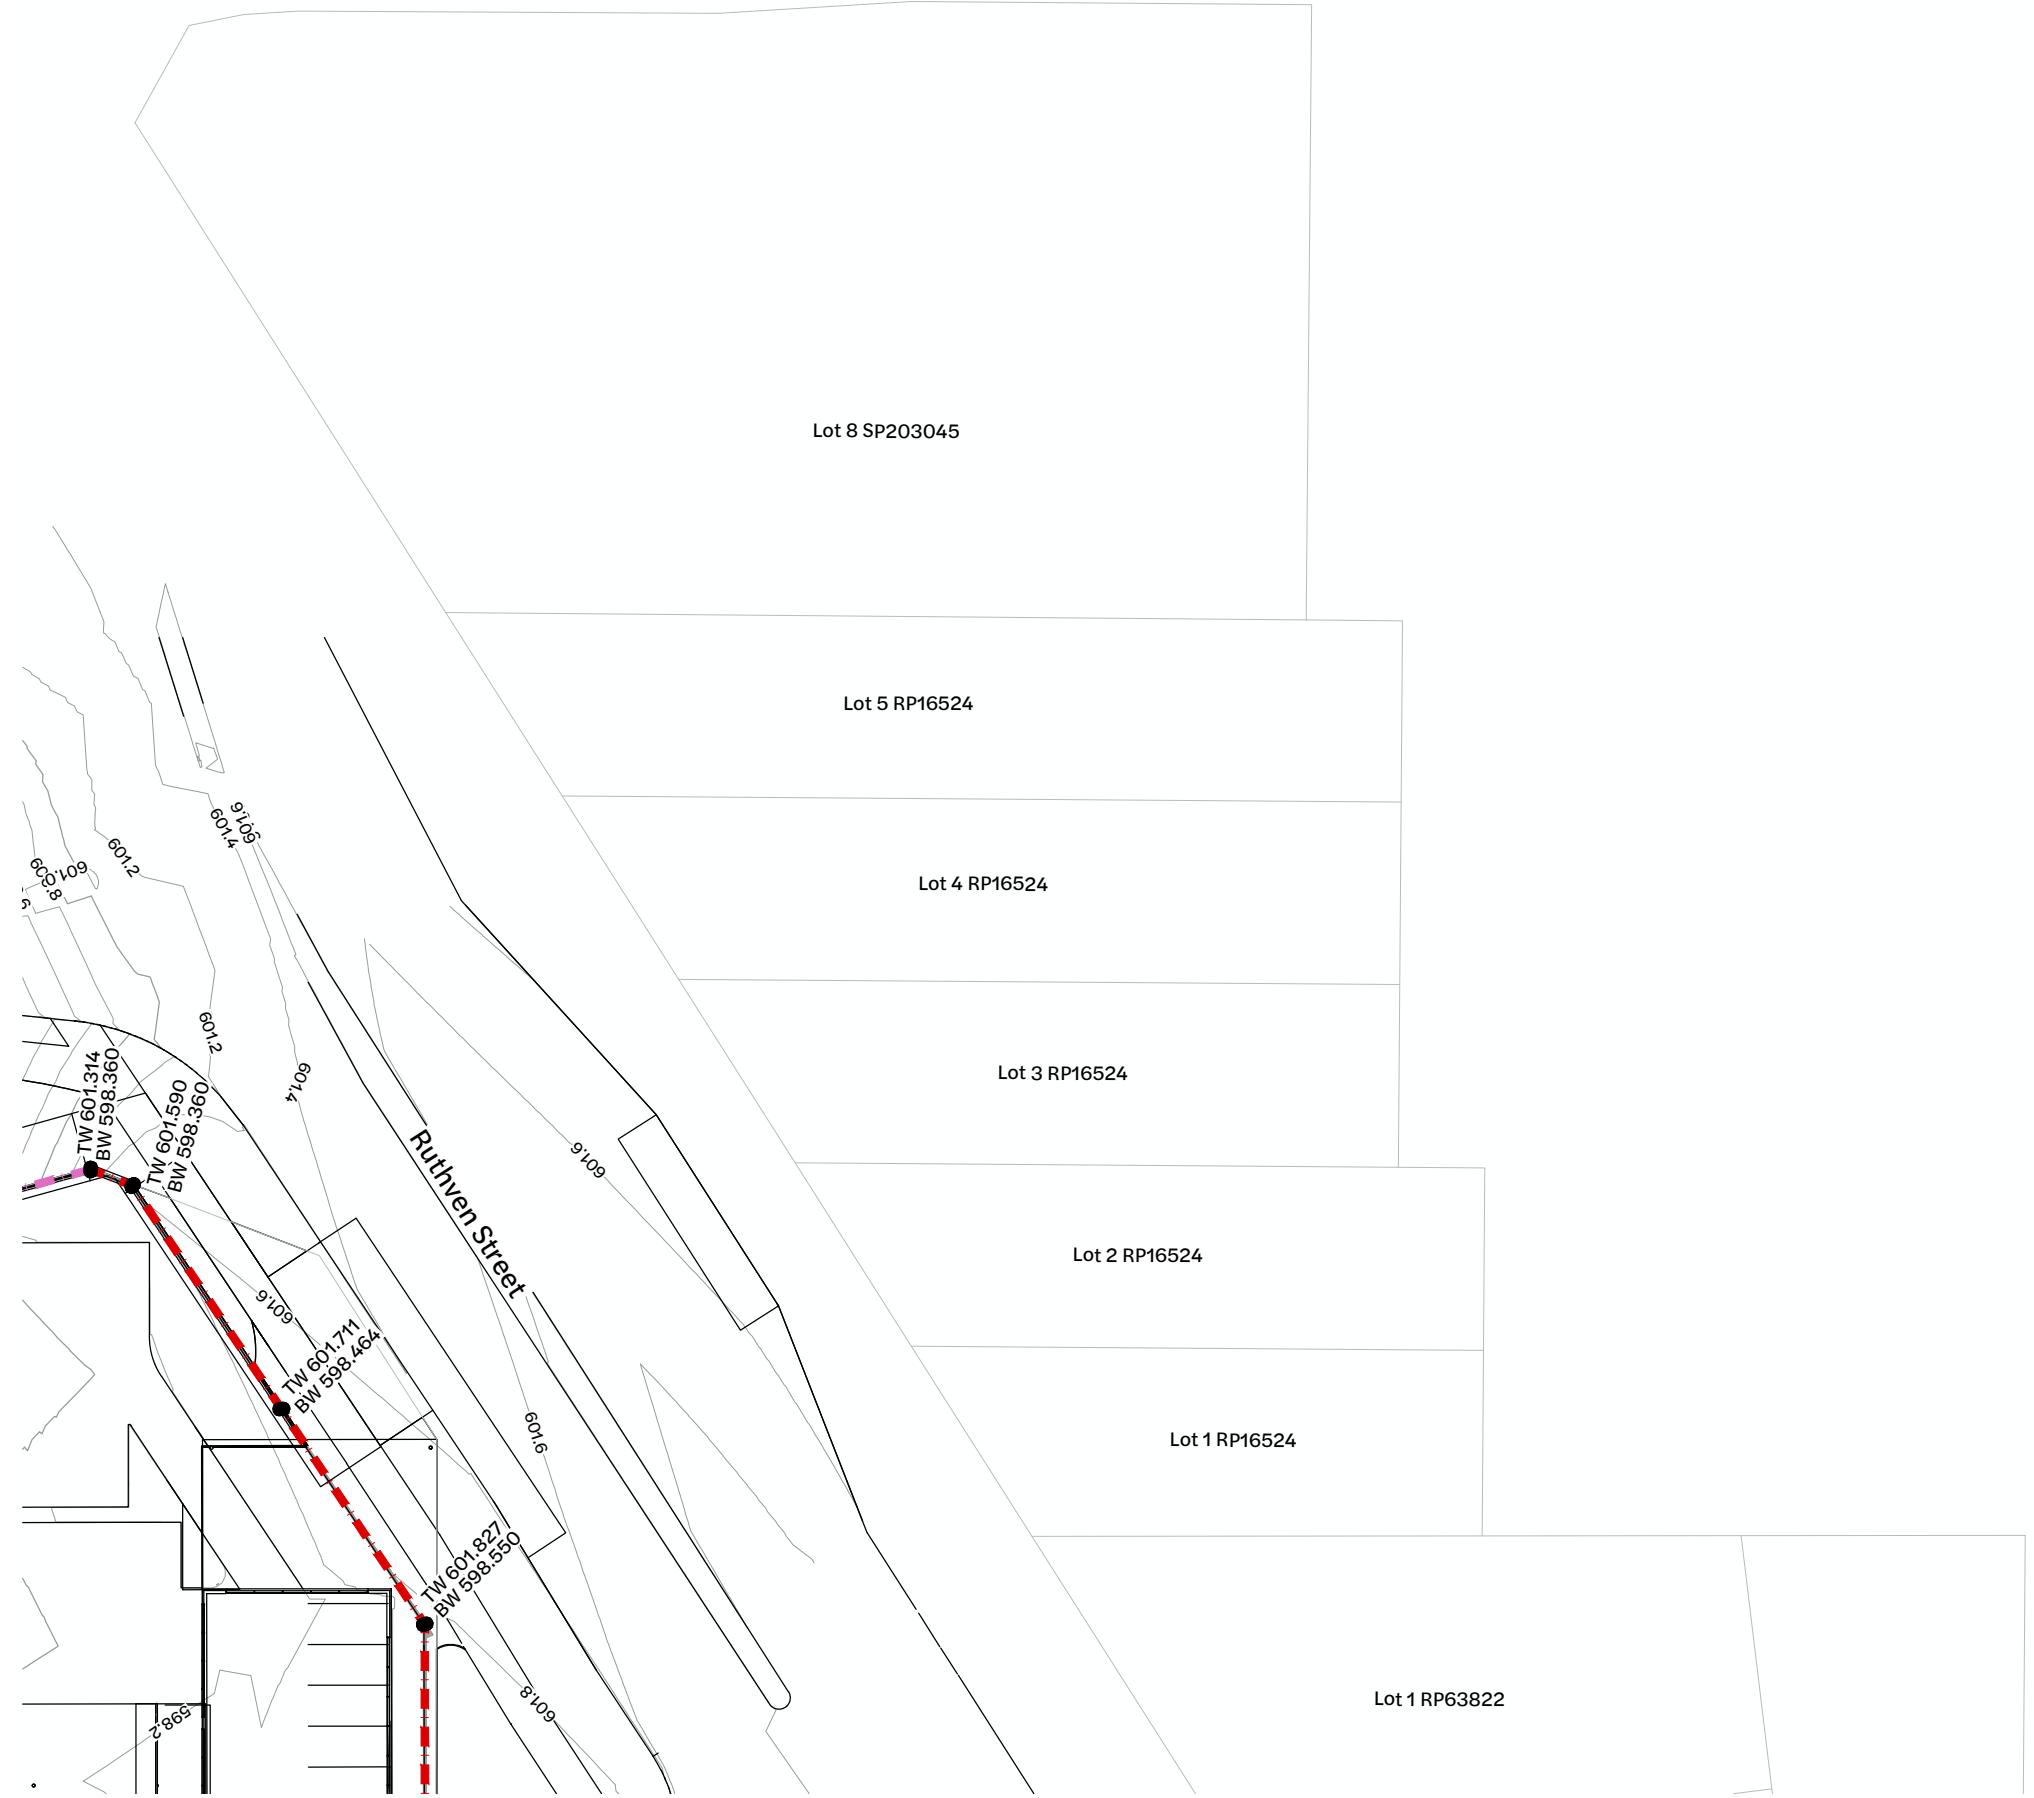 Lot 8 SP203045
Lot 5 RP16524
601.6
601.4
601.2
601.0
Lot 4 RP16524
601.2
Lot 3 RP16524
601.4
TW 601.314
BW 598.360
TW 601.590
BW 598.360
Ruthven Street
601.6
Lot 2 RP16524
601.6
TW 601.711
BW 598.464
601.6
Lot 1 RP16524
TW 601.827
BW 598.550
601.8
598.2
Lot 1 RP63822